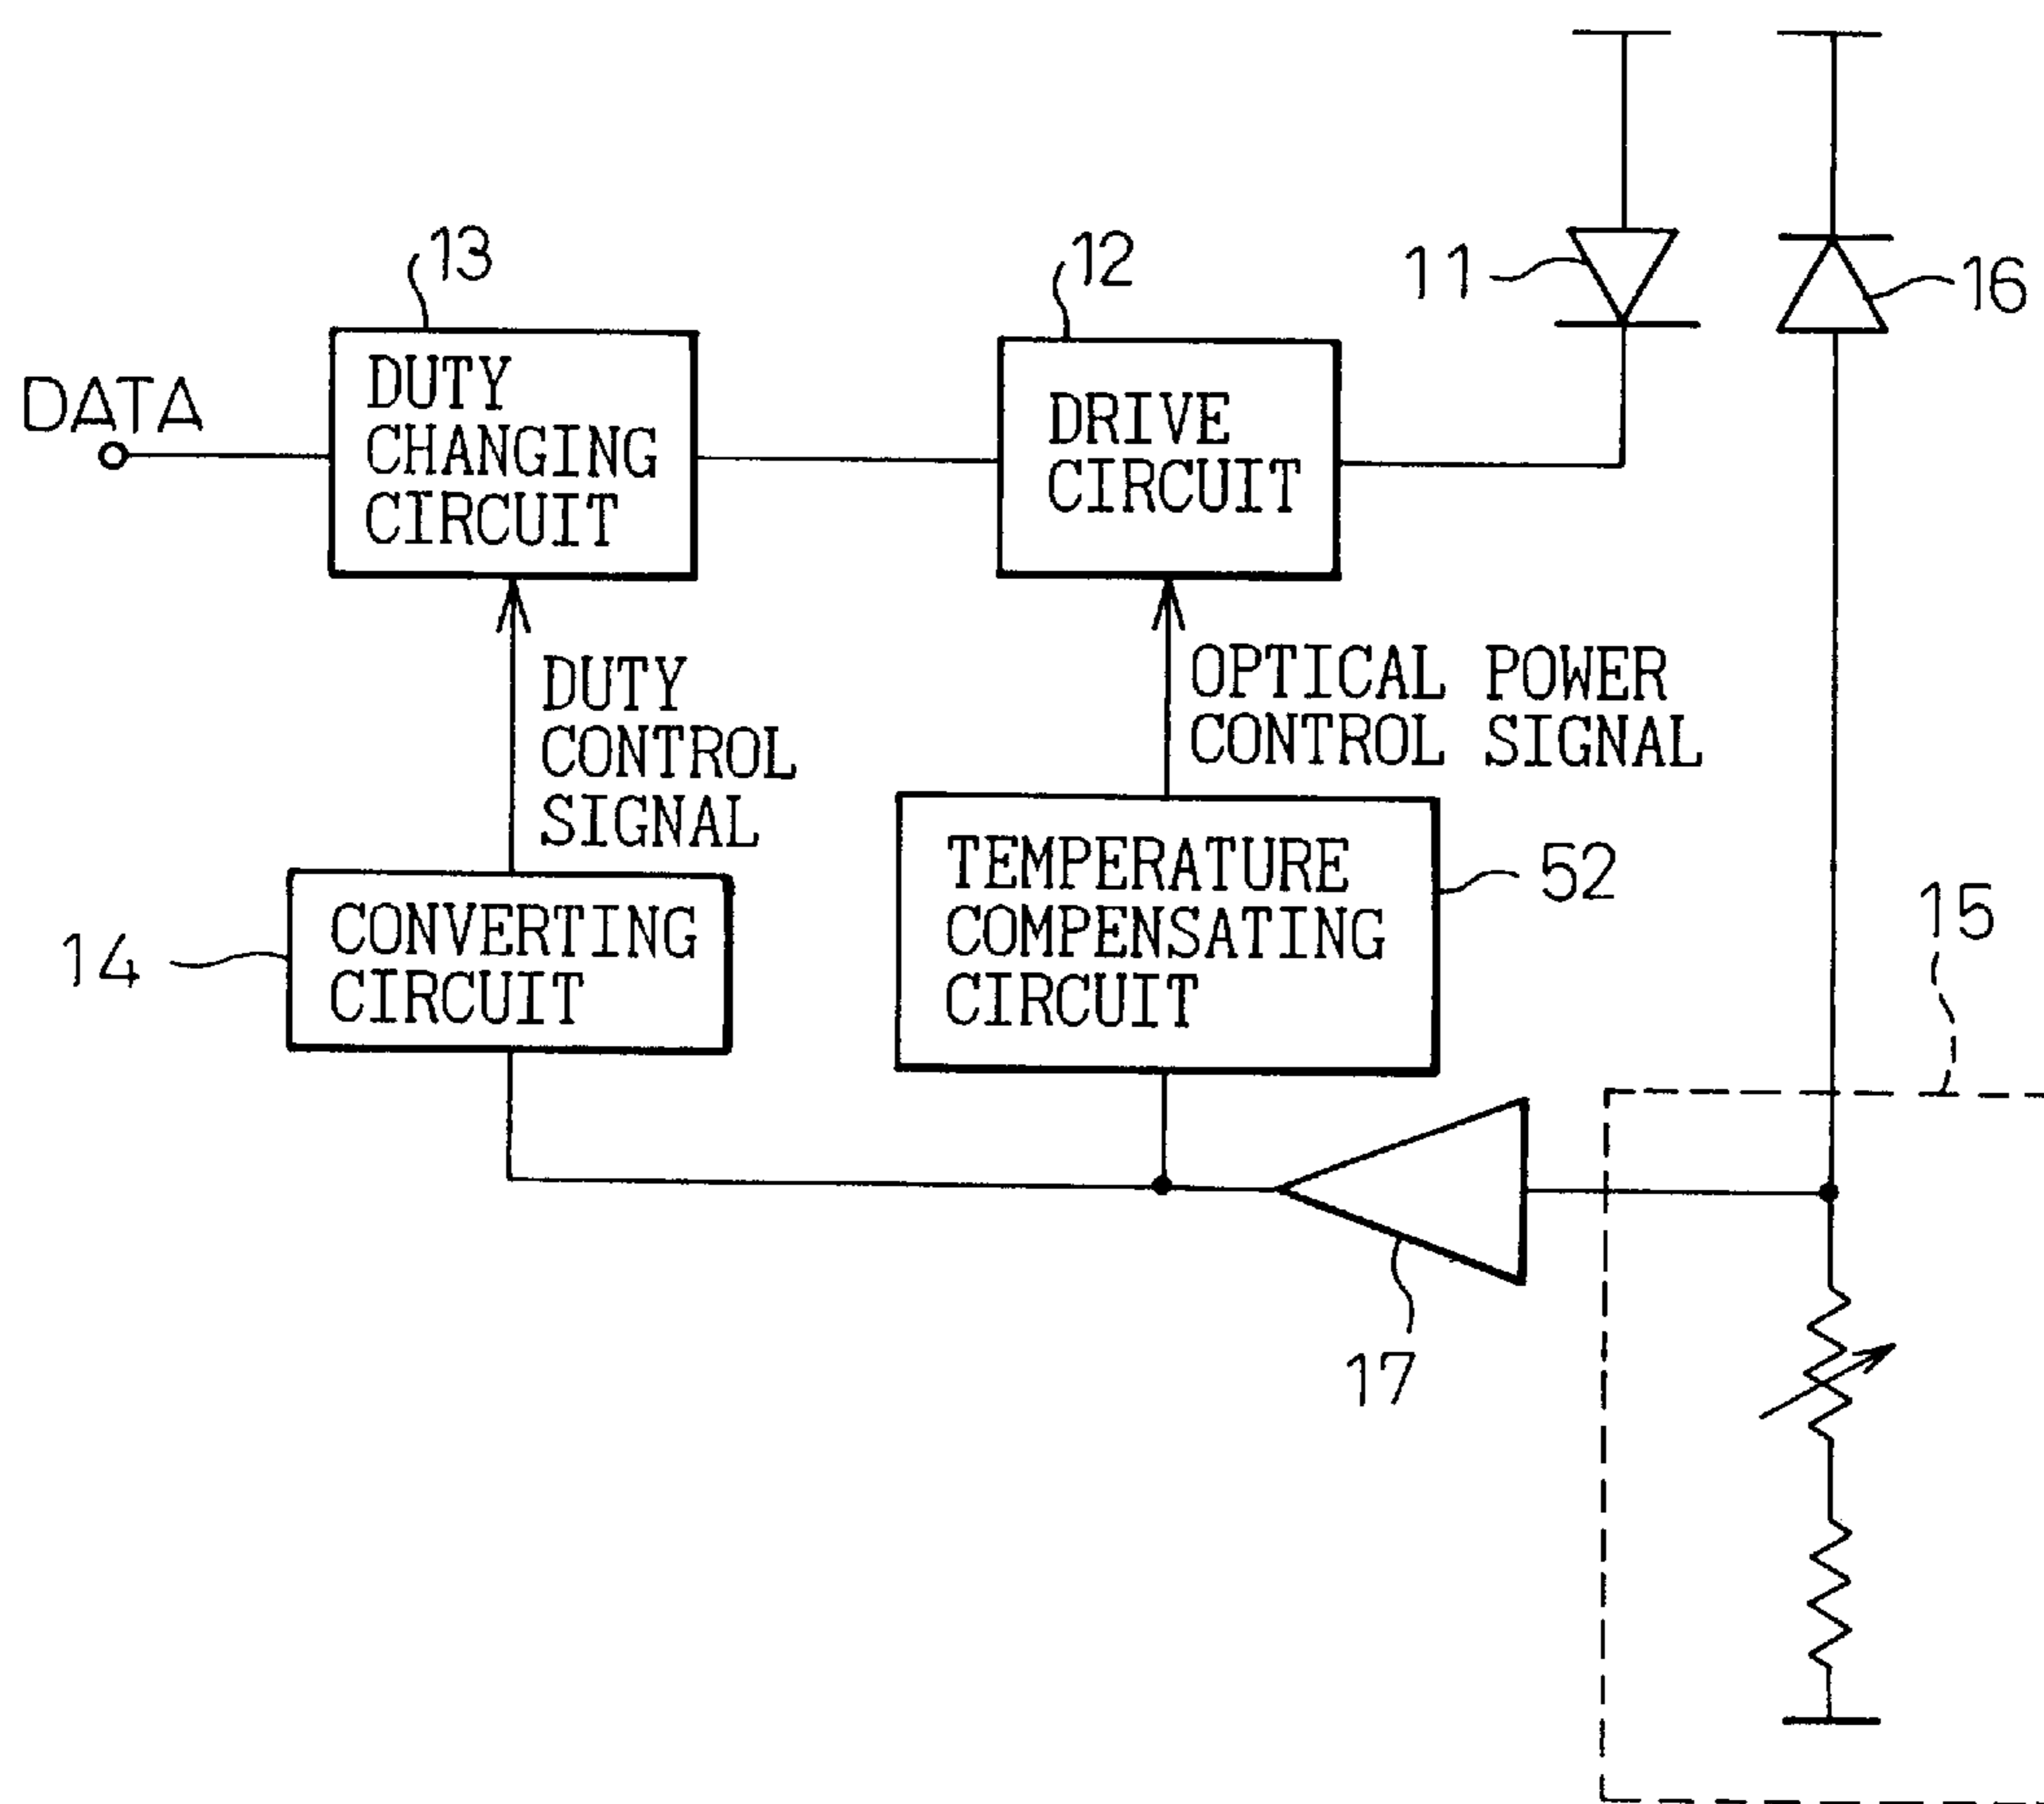 13
12
11
16
DATA
DUTY
CHANGING
CIRCUIT
DRIVE
CIRCUIT
DUTY
CONTROL
SIGNAL
OPTICAL POWER
CONTROL SIGNAL
14
CONVERTING
CIRCUIT
TEMPERATURE
COMPENSATING
CIRCUIT
52
15
17